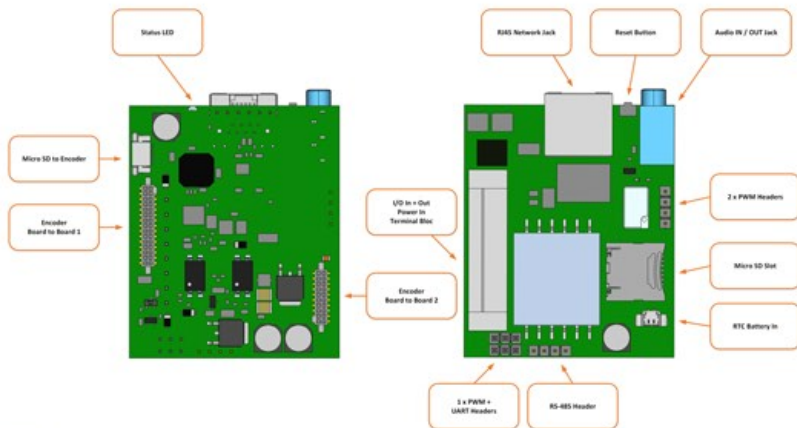 Status LED
RJ45 Network Jack
Reset Button
Audio IN / OUT Jack
Micro SD to Encoder
Encoder
Board to Board 1
I/O In + Out
Power In
Terminal Bloc
2 x PWM Headers
Micro SD Slot
Encoder
Board to Board 2
RTC Battery In
1 x PWM +
UART Headers
RS-485 Header